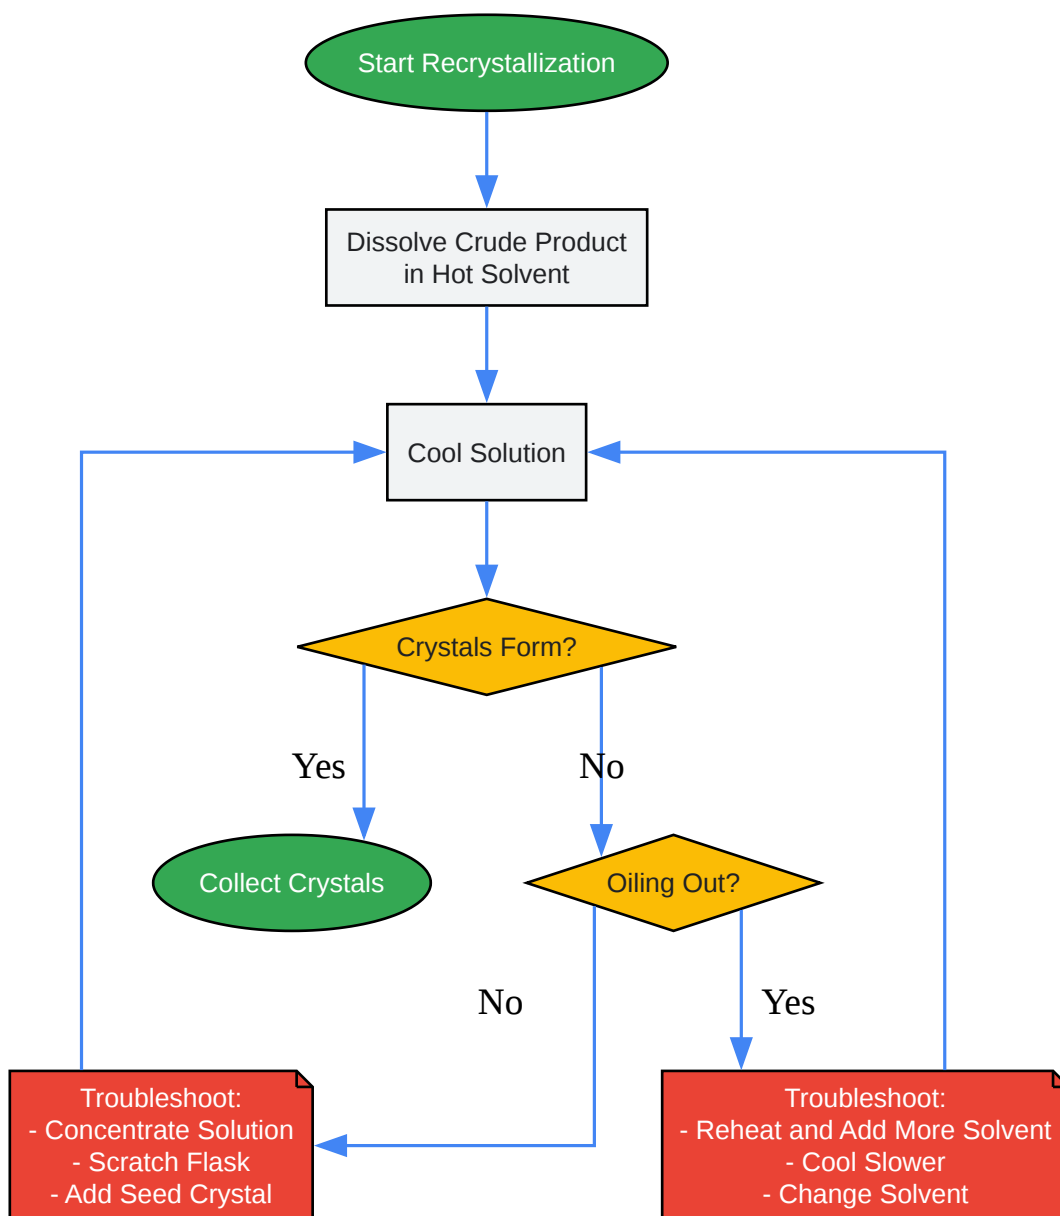 Start Recrystallization
Dissolve Crude Product
in Hot Solvent
Cool Solution
Crystals Form?
Yes
No
Collect Crystals
Oiling Out?
No
Yes
Troubleshoot:
- Concentrate Solution
- Scratch Flask
- Add Seed Crystal
Troubleshoot:
- Reheat and Add More Solvent
- Cool Slower
- Change Solvent